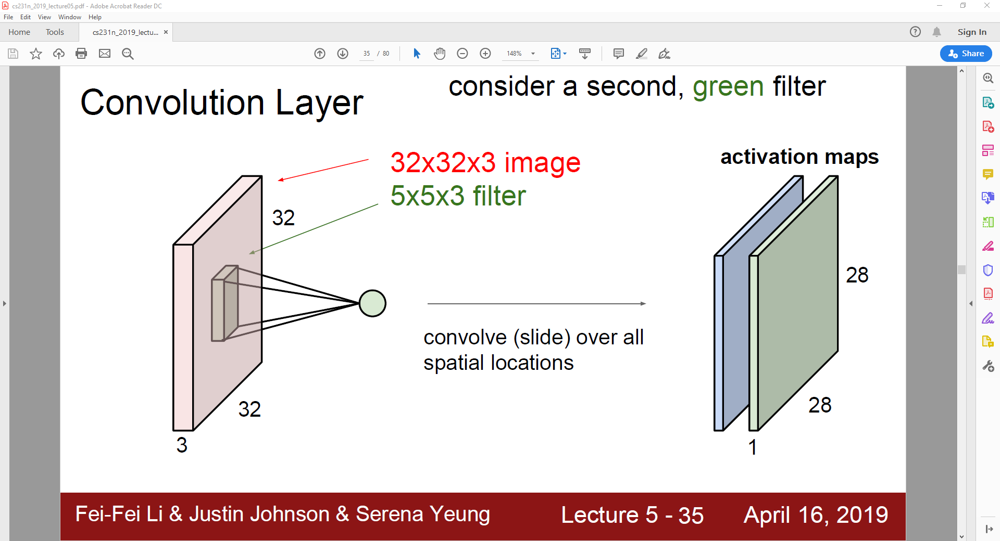 cs231n_2019_lecture05.pdf - Adobe Acrobat Reader DC
File Edit View Window Help
Home Tools cs231n_2019_lectu... × Sign In
35 / 80 148% Share
Convolution Layer
consider a second, green filter
32x32x3 image
5x5x3 filter
activation maps
32
28
convolve (slide) over all
spatial locations
32
28
3
1
Fei-Fei Li & Justin Johnson & Serena Yeung Lecture 5 - 35 April 16, 2019